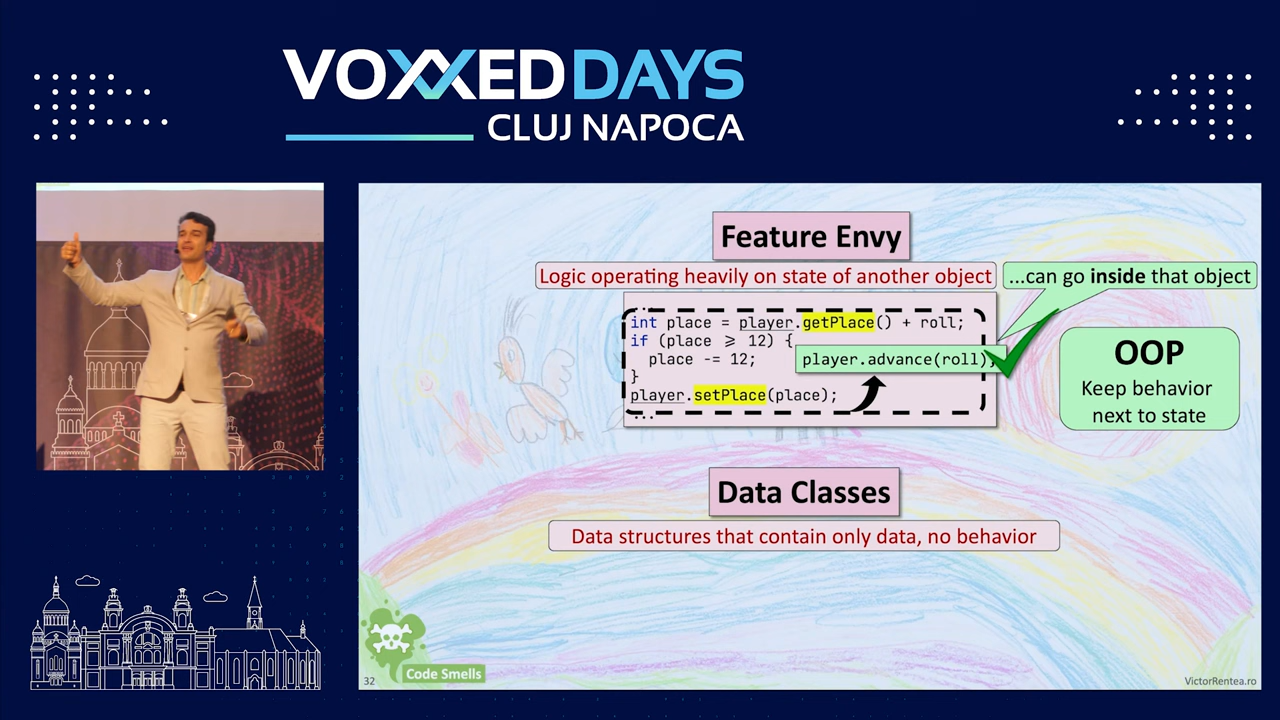 VOXXED DAYS
CLUJ NAPOCA
Feature Envy
Logic operating heavily on state of another object
...can go inside that object
...
int place = player.getPlace() + roll;
if (place ⩾ 12) {
place -= 12;
player.advance(roll);
}
player.setPlace(place);
...
OOP
Keep behavior
next to state
Data Classes
Data structures that contain only data, no behavior
Code Smells
32
VictorRentea.ro